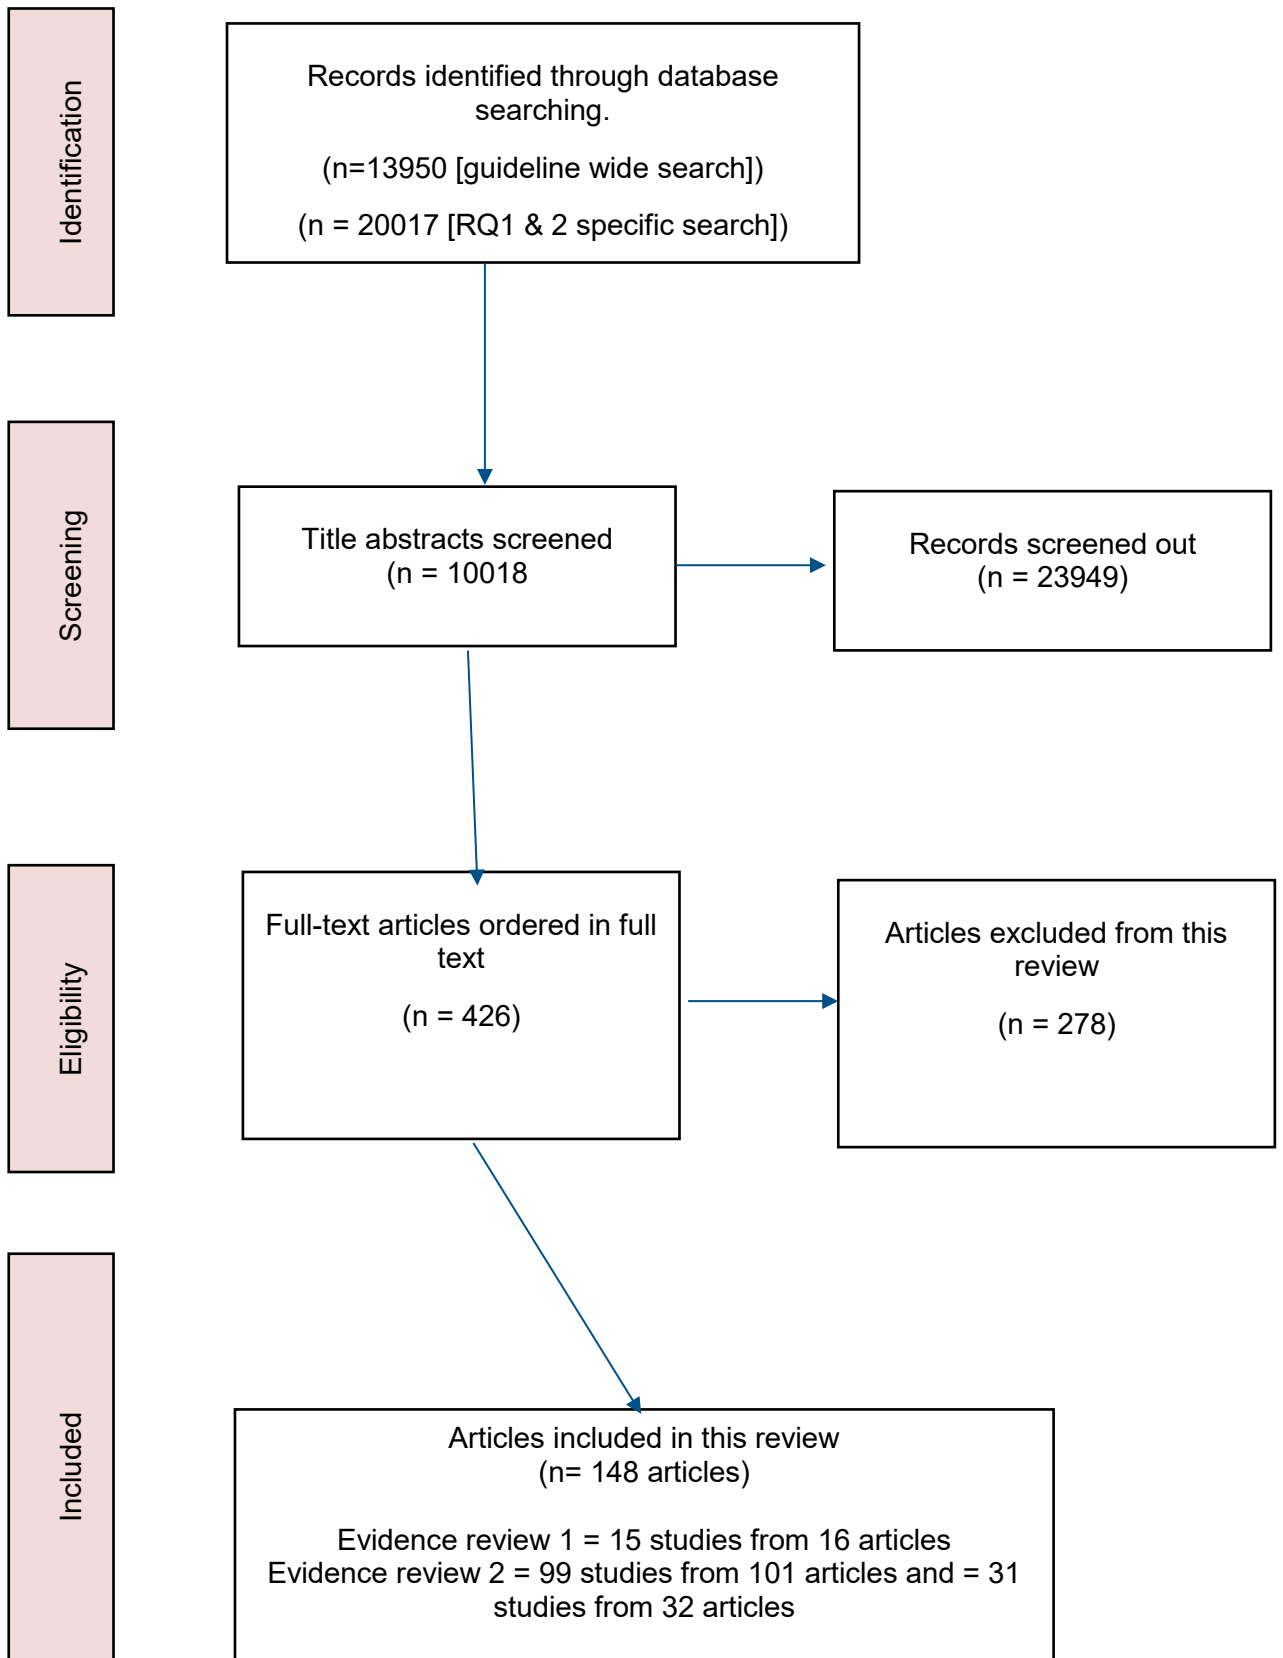 Identification
Records identified through database
searching.
(n=13950 [guideline wide search])
(n = 20017 [RQ1 & 2 specific search])
Screening
Title abstracts screened
(n = 10018
Records screened out
(n = 23949)
Eligibility
Full-text articles ordered in full
text
(n = 426)
Articles excluded from this
review
(n = 278)
Included
Articles included in this review
(n= 148 articles)
Evidence review 1 = 15 studies from 16 articles
Evidence review 2 = 99 studies from 101 articles and = 31
studies from 32 articles